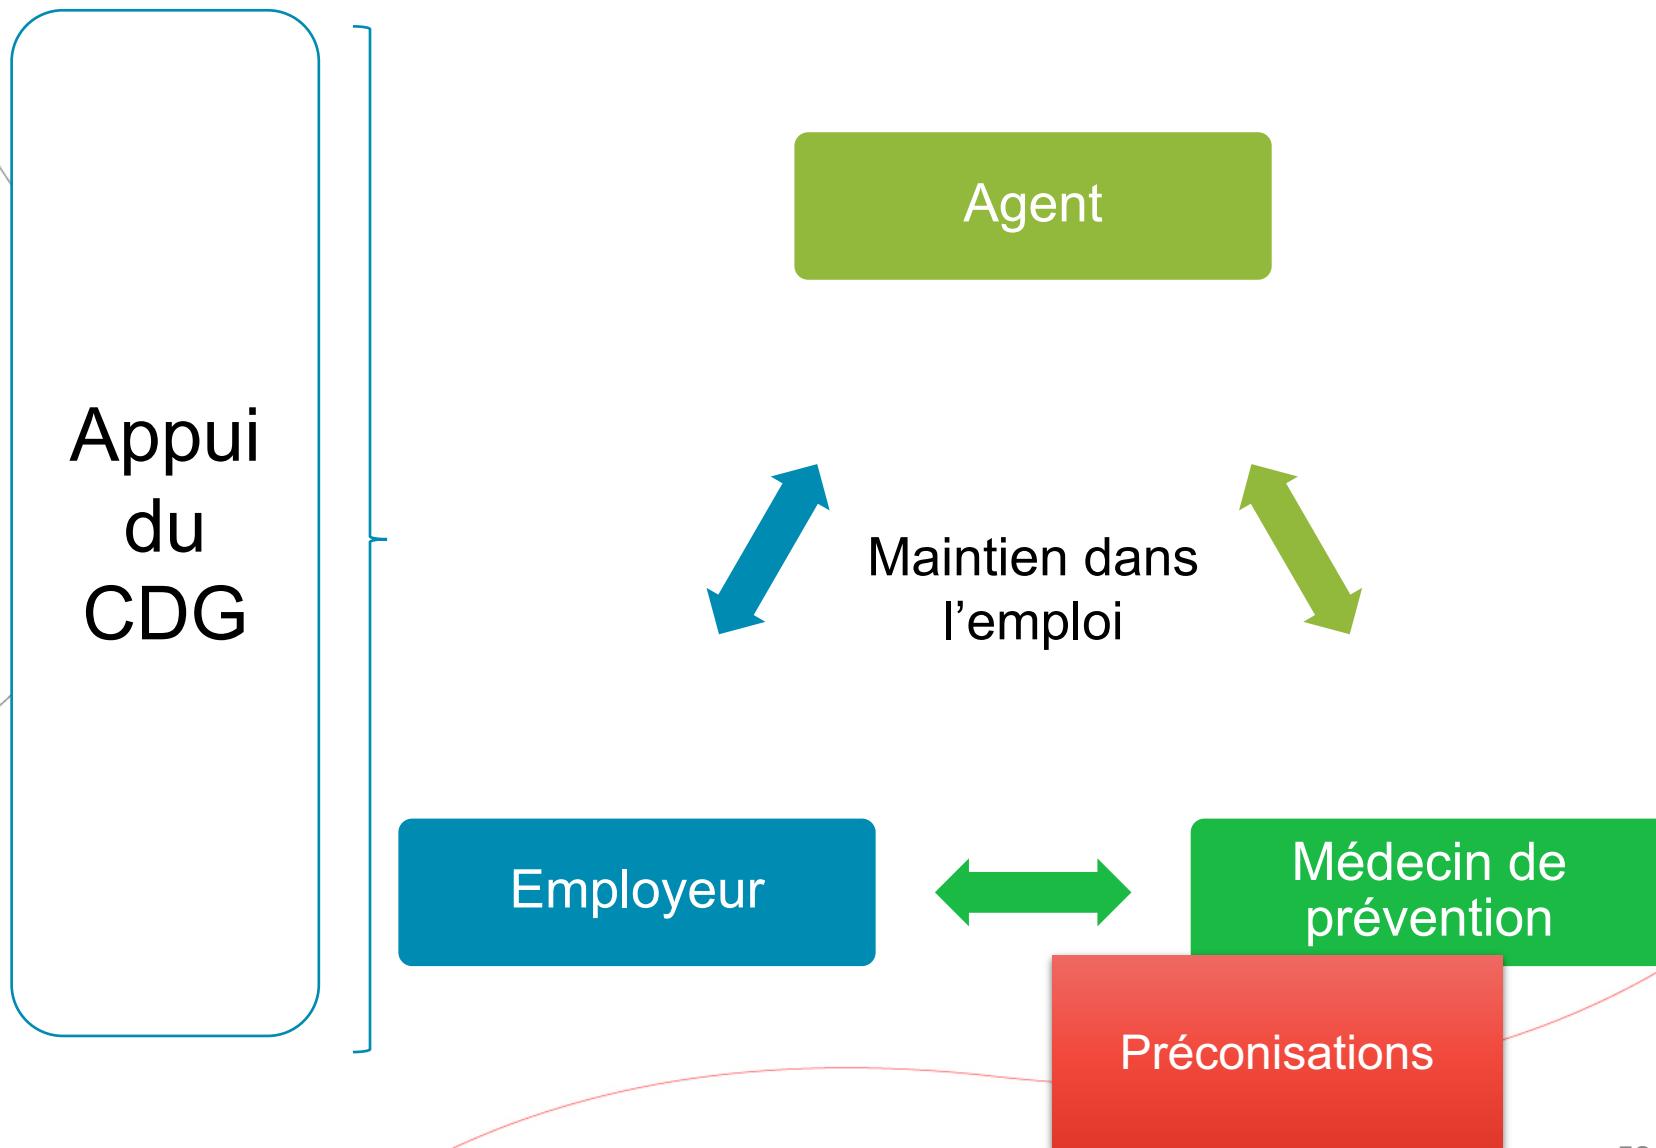 Appui
du
CDG
Agent
Maintien dans
l’emploi
Employeur
Médecin de
prévention
Préconisations